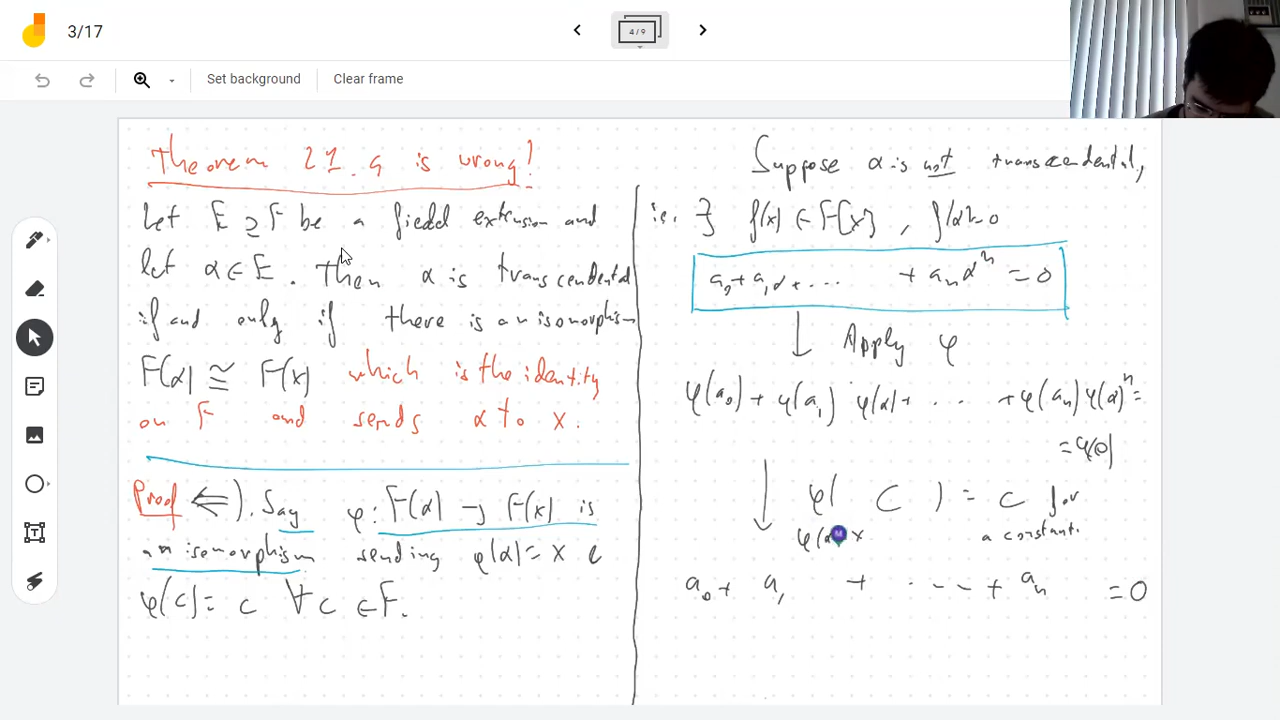 3/17
4/9
Set background
Clear frame
Theorem 21.9 is wrong!
Let E ⊇ F be a field extension and
let α ∈ E. Then α is transcendental
if and only if there is an isomorphism
F(α) ≅ F(x) which is the identity
on F and sends α to x.
Proof ⇐). Say φ: F(α) → F(x) is
an isomorphism sending φ(α) = x &
φ(c) = c ∀c ∈ F.
Suppose α is not transcendental,
i.e. ∃ f(x) ∈ F[x], f(α)=0
a₀ + a₁α + ... + aₙαⁿ = 0
Apply φ
φ(a₀) + φ(a₁) φ(α) + ... + φ(aₙ)φ(α)ⁿ =
= φ(0)
φ( c ) = c for
a constant.
φ(α) = x
M
a₀ + a₁ + ... + aₙ = 0